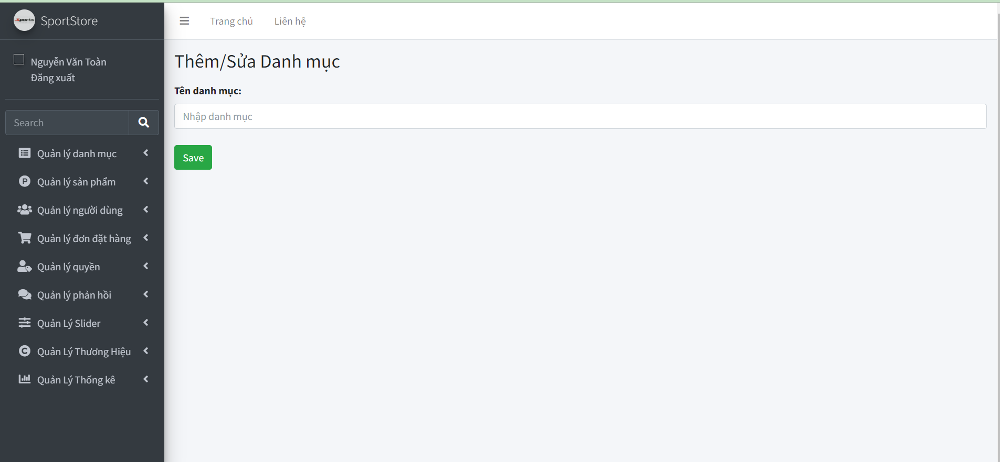 Sports
SportStore
Trang chủ
Liên hệ
Nguyễn Văn Toàn
Đăng xuất
Search
Quản lý danh mục
Quản lý sản phẩm
Quản lý người dùng
Quản lý đơn đặt hàng
Quản lý quyền
Quản lý phản hồi
Quản Lý Slider
Quản Lý Thương Hiệu
Quản Lý Thống kê
Thêm/Sửa Danh mục
Tên danh mục:
Nhập danh mục
Save